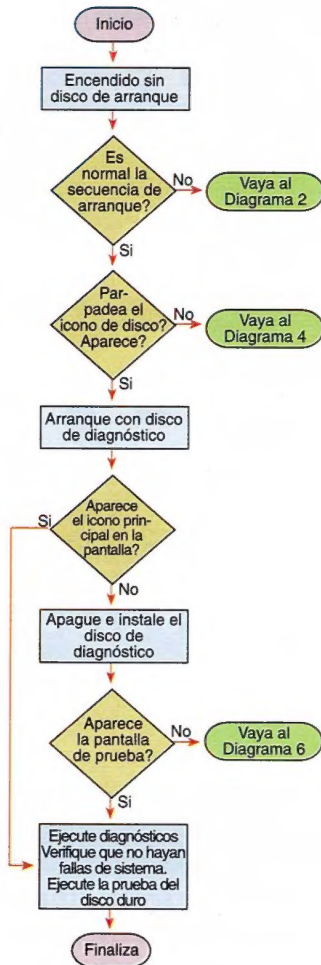 Inicio
Encendido sin
disco de arranque
Es
normal la
secuencia de
arranque?
No
Vaya al
Diagrama 2
Si
Par-
padea el
icono de disco?
Aparece?
No
Vaya al
Diagrama 4
Si
Arranque con disco
de diagnóstico
Aparece
el icono prin-
cipal en la
pantalla?
Si
No
Apague e instale el
disco de
diagnóstico
Aparece
la pantalla
de prueba?
No
Vaya al
Diagrama 6
Si
Ejecute diagnósticos
Verifique que no hayan
fallas de sistema.
Ejecute la prueba del
disco duro
Finaliza